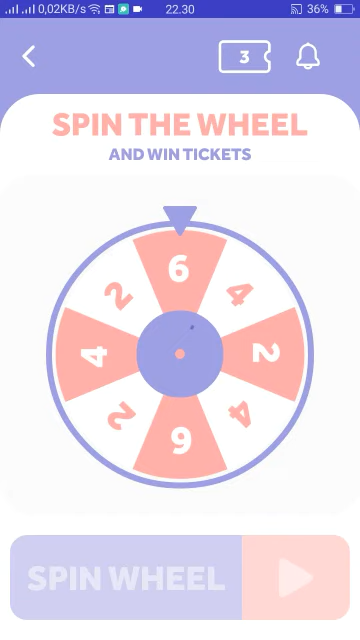 0,02KB/s 22.30 36%
3
SPIN THE WHEEL
AND WIN TICKETS
6
2 4
4 2
2 4
6
SPIN WHEEL